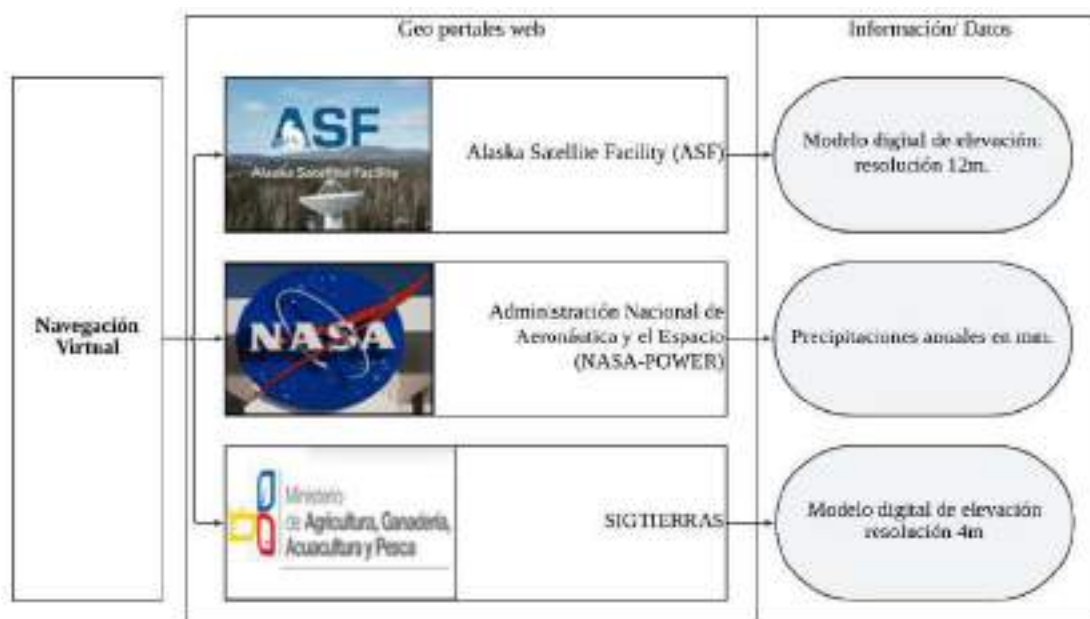 Geo portales web
Información/ Datos
Navegación
Virtual
ASF
Alaska Satellite Facility
Alaska Satellite Facility (ASF)
Modelo digital de elevación:
resolución 12m.
NASA
Administración Nacional de
Aeronáutica y el Espacio
(NASA-POWER)
Precipitaciones anuales en mm.
Ministerio
de Agricultura, Ganadería,
Acuacultura y Pesca
SIGTIERRAS
Modelo digital de elevación
resolución 4m